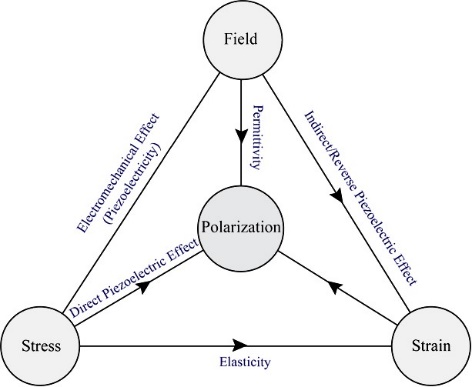 Field
Electromechanical Effect
(Piezoelectricity)
Permittivity
Indirect/Reverse Piezoelectric Effect
Polarization
Direct Piezoelectric Effect
Stress
Strain
Elasticity